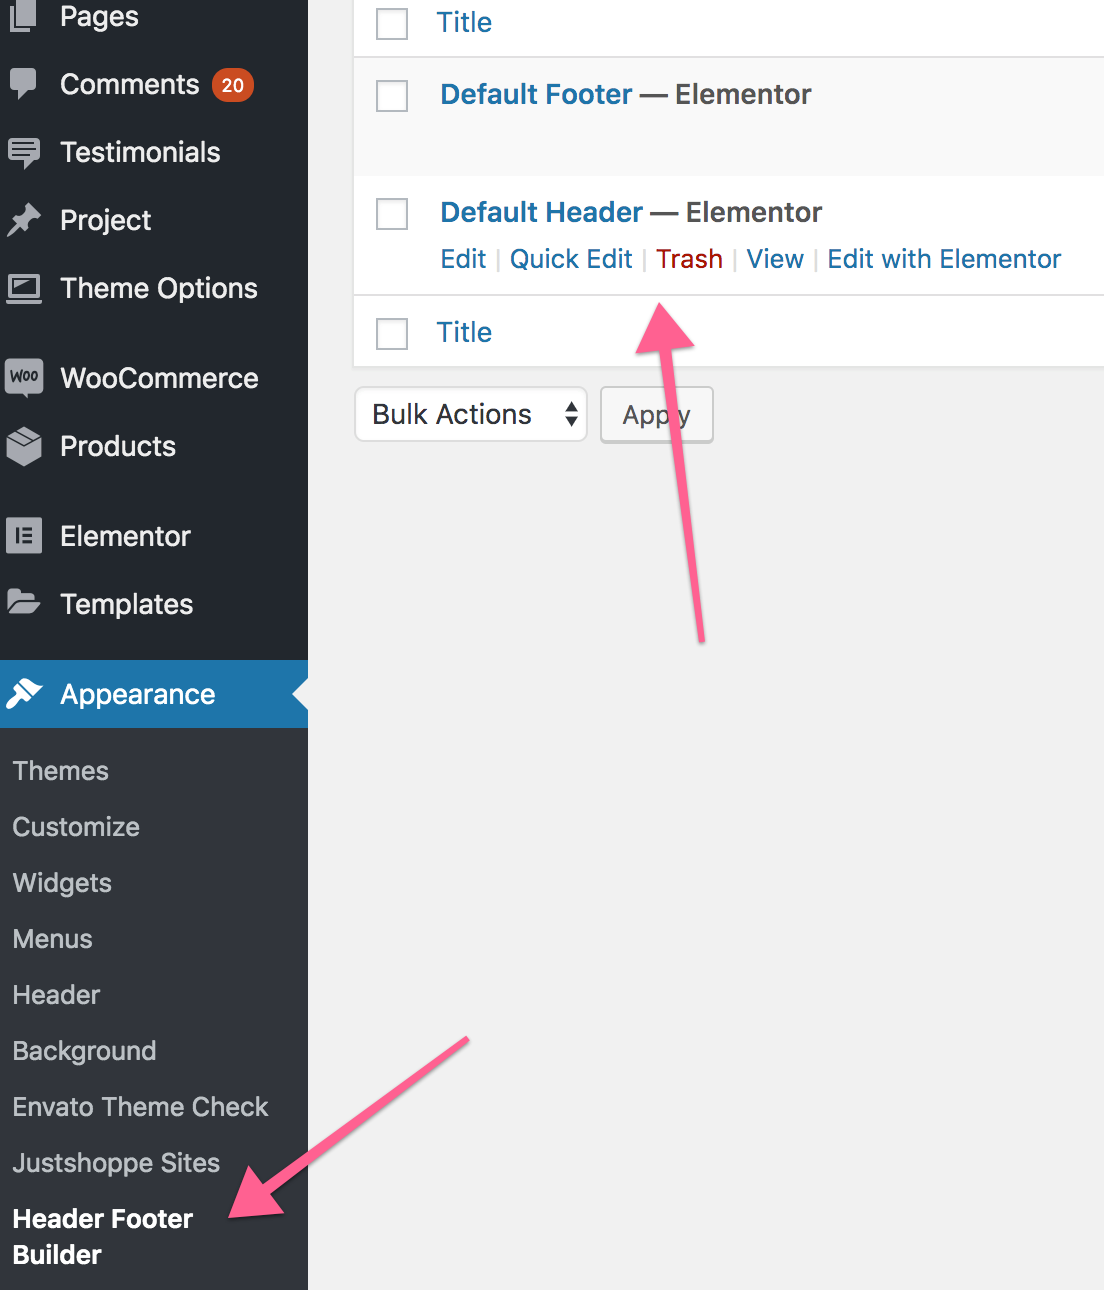 Pages
Comments 20
Testimonials
Project
Theme Options
WOO WooCommerce
Products
Elementor
Templates
Appearance
Themes
Customize
Widgets
Menus
Header
Background
Envato Theme Check
Justshoppe Sites
Header Footer
Builder
Title
Default Footer — Elementor
Default Header — Elementor
Edit | Quick Edit | Trash | View | Edit with Elementor
Title
Bulk Actions Apply